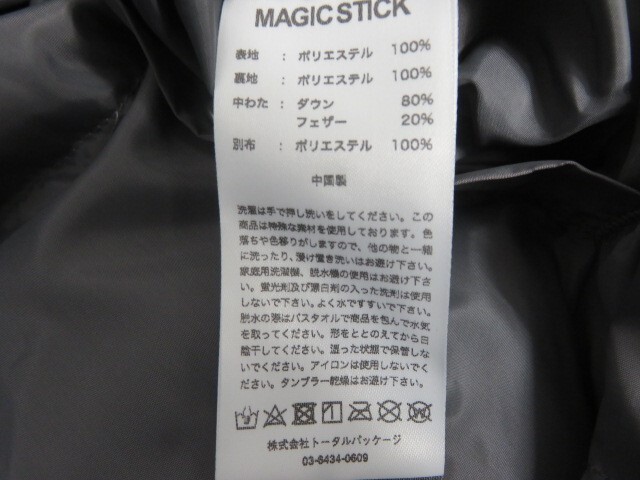 MAGIC STICK
表地 : ポリエステル 100%
裏地 : ポリエステル 100%
中わた : ダウン 80%
フェザー 20%
別布 : ポリエステル 100%
中国製
洗濯は手で押し洗いをしてください。この
商品は特殊な素材を使用しております。色
落ちや色移りがしますので、他の物と一緒
に洗ったり、浸け置き洗いはお避け下さい。
家庭用洗濯機、脱水機の使用はお避け下さ
い。蛍光剤及び漂白剤の入った洗剤は使用
しないで下さい。よく水ですすいで下さい。
脱水の際はバスタオルで商品を包んで水気
を取ってください。形をととのえてから日
陰干してください。湿った状態で保管しな
いでください。アイロンは使用しないでく
ださい。タンブラー乾燥はお避け下さい。
株式会社トータルパッケージ
03-6434-0609